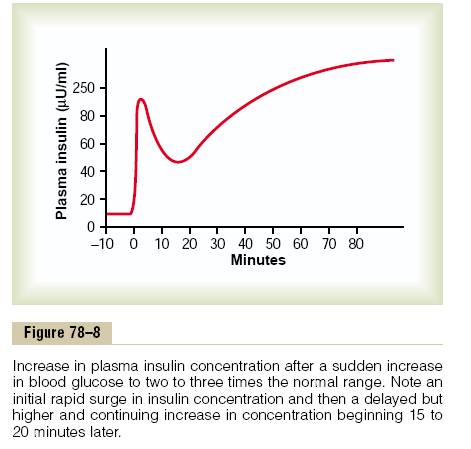 Plasma insulin (μU/ml)
250
80
60
40
20
0
–10 0 10 20 30 40 50 60 70 80
Minutes
Figure 78–8
Increase in plasma insulin concentration after a sudden increase
in blood glucose to two to three times the normal range. Note an
initial rapid surge in insulin concentration and then a delayed but
higher and continuing increase in concentration beginning 15 to
20 minutes later.